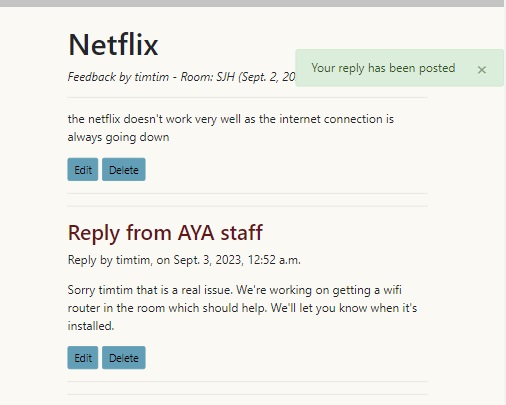 Netflix
Your reply has been posted ×
Feedback by timtim - Room: SJH (Sept. 2, 20
the netflix doesn't work very well as the internet connection is
always going down
Edit Delete
Reply from AYA staff
Reply by timtim, on Sept. 3, 2023, 12:52 a.m.
Sorry timtim that is a real issue. We're working on getting a wifi
router in the room which should help. We'll let you know when it's
installed.
Edit Delete